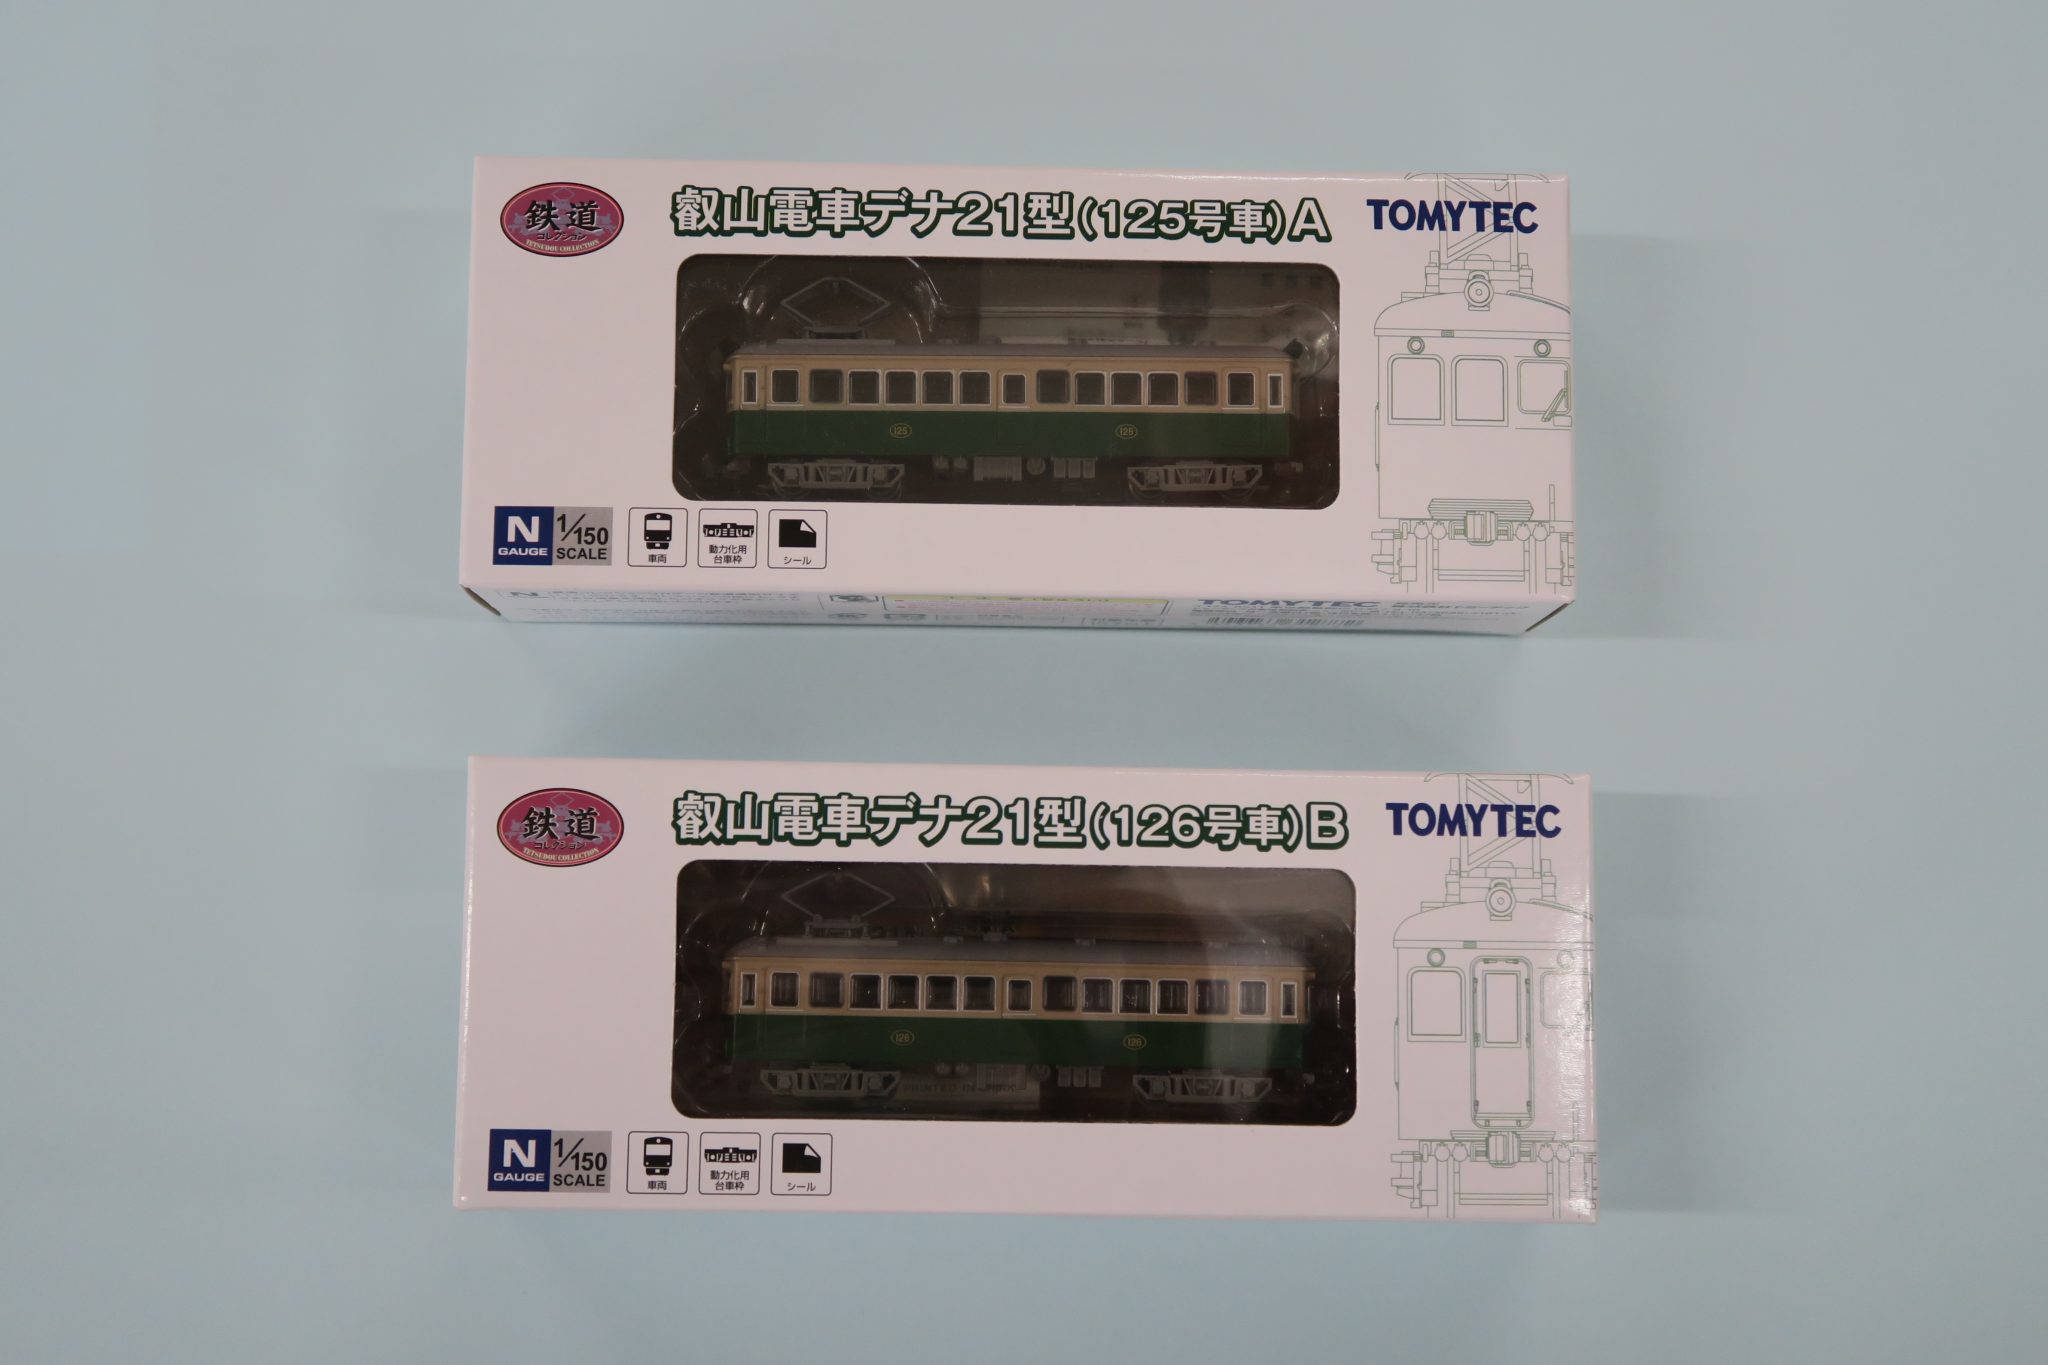 鉄道
コレクション
TETSUDOU COLLECTION
叡山電車デナ21型(125号車)A
TOMYTEC
125
125
N
GAUGE
1/150
SCALE
車両
動力化用
台車枠
シール
TOMYTEC
鉄道
コレクション
TETSUDOU COLLECTION
叡山電車デナ21型(126号車)B
TOMYTEC
126
126
PRINTED IN
N
GAUGE
1/150
SCALE
車両
動力化用
台車枠
シール